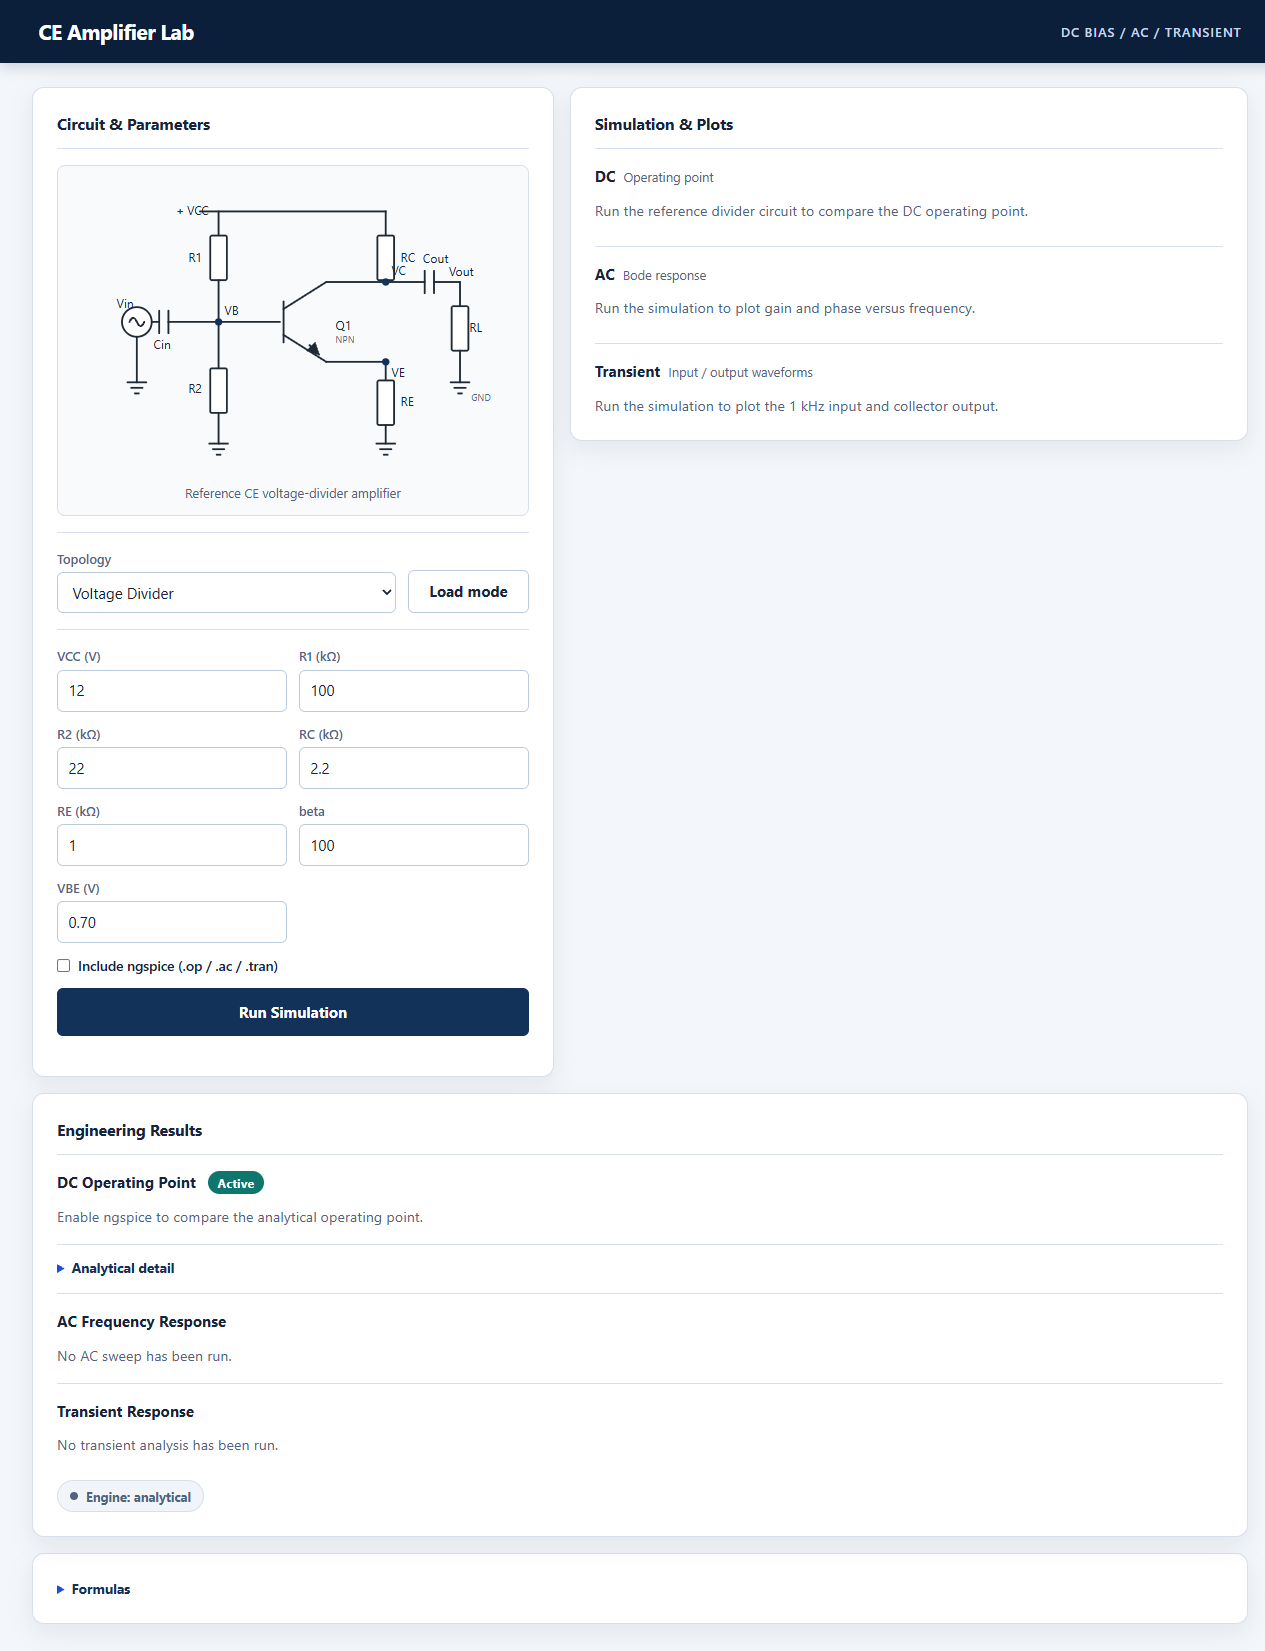 CE Amplifier Lab
DC BIAS / AC / TRANSIENT
Circuit & Parameters
+ VCC
R1
RC
Cout
VC
Vout
Vin
VB
Q1
NPN
RL
Cin
VE
R2
RE
GND
Reference CE voltage-divider amplifier
Topology
Voltage Divider
Load mode
VCC (V)
R1 (kΩ)
12
100
R2 (kΩ)
RC (kΩ)
22
2.2
RE (kΩ)
beta
1
100
VBE (V)
0.70
Include ngspice (.op / .ac / .tran)
Run Simulation
Simulation & Plots
DC Operating point
Run the reference divider circuit to compare the DC operating point.
AC Bode response
Run the simulation to plot gain and phase versus frequency.
Transient Input / output waveforms
Run the simulation to plot the 1 kHz input and collector output.
Engineering Results
DC Operating Point Active
Enable ngspice to compare the analytical operating point.
Analytical detail
AC Frequency Response
No AC sweep has been run.
Transient Response
No transient analysis has been run.
Engine: analytical
Formulas